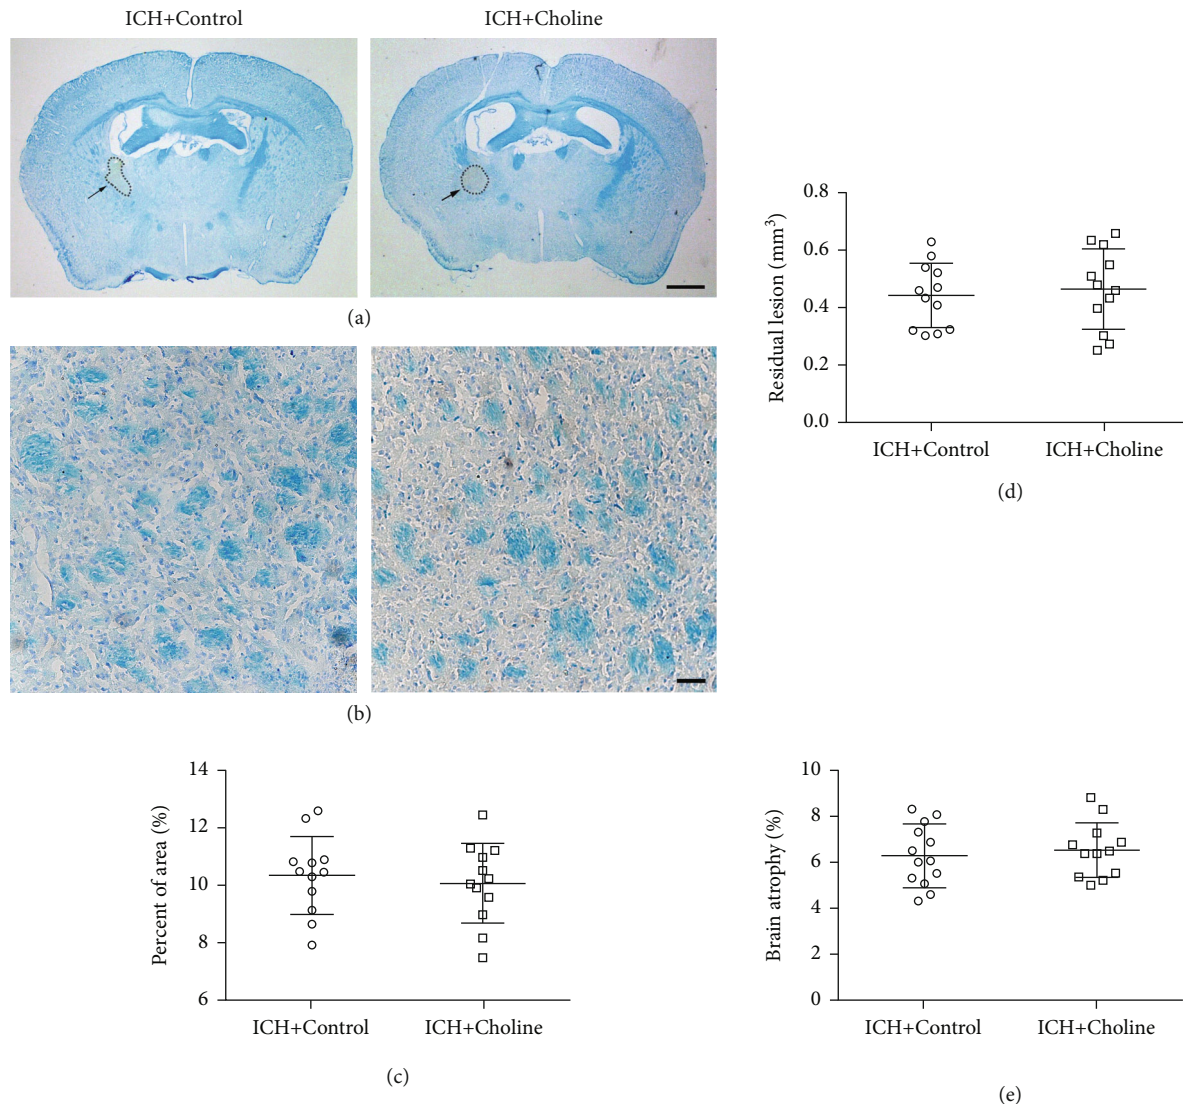 ICH+Control
ICH+Choline
(a)
(b)
Percent of area (%)
14
12
10
8
6
ICH+Control
ICH+Choline
(c)
Residual lesion (mm³)
0.8
0.6
0.4
0.2
0.0
ICH+Control
ICH+Choline
(d)
Brain atrophy (%)
10
8
6
4
2
0
ICH+Control
ICH+Choline
(e)